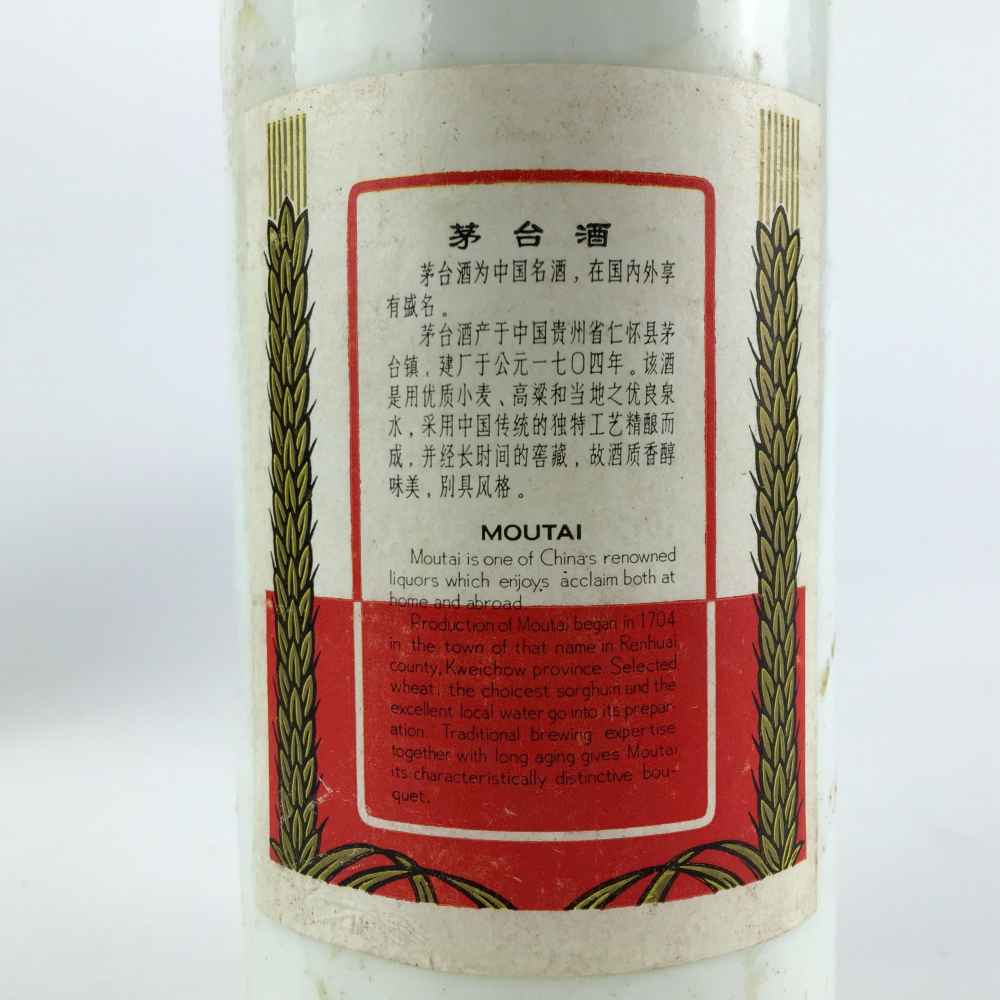 茅台酒
茅台酒为中国名酒，在国内外享
有盛名。
茅台酒产于中国贵州省仁怀县茅
台镇，建厂于公元一七〇四年。该酒
是用优质小麦、高粱和当地之优良泉
水，采用中国传统的独特工艺精酿而
成，并经长时间的窖藏，故酒质香醇
味美，别具风格。
MOUTAI
Moutai is one of China's renowned
liquors which enjoys acclaim both at
home and abroad.
Production of Moutai began in 1704
in the town of that name in Renhuai
county, Kweichow province. Selected
wheat, the choicest sorghum and the
excellent local water go into its prepar-
ation. Traditional brewing expertise
together with long aging gives Moutai
its characteristically distinctive bou-
quet.